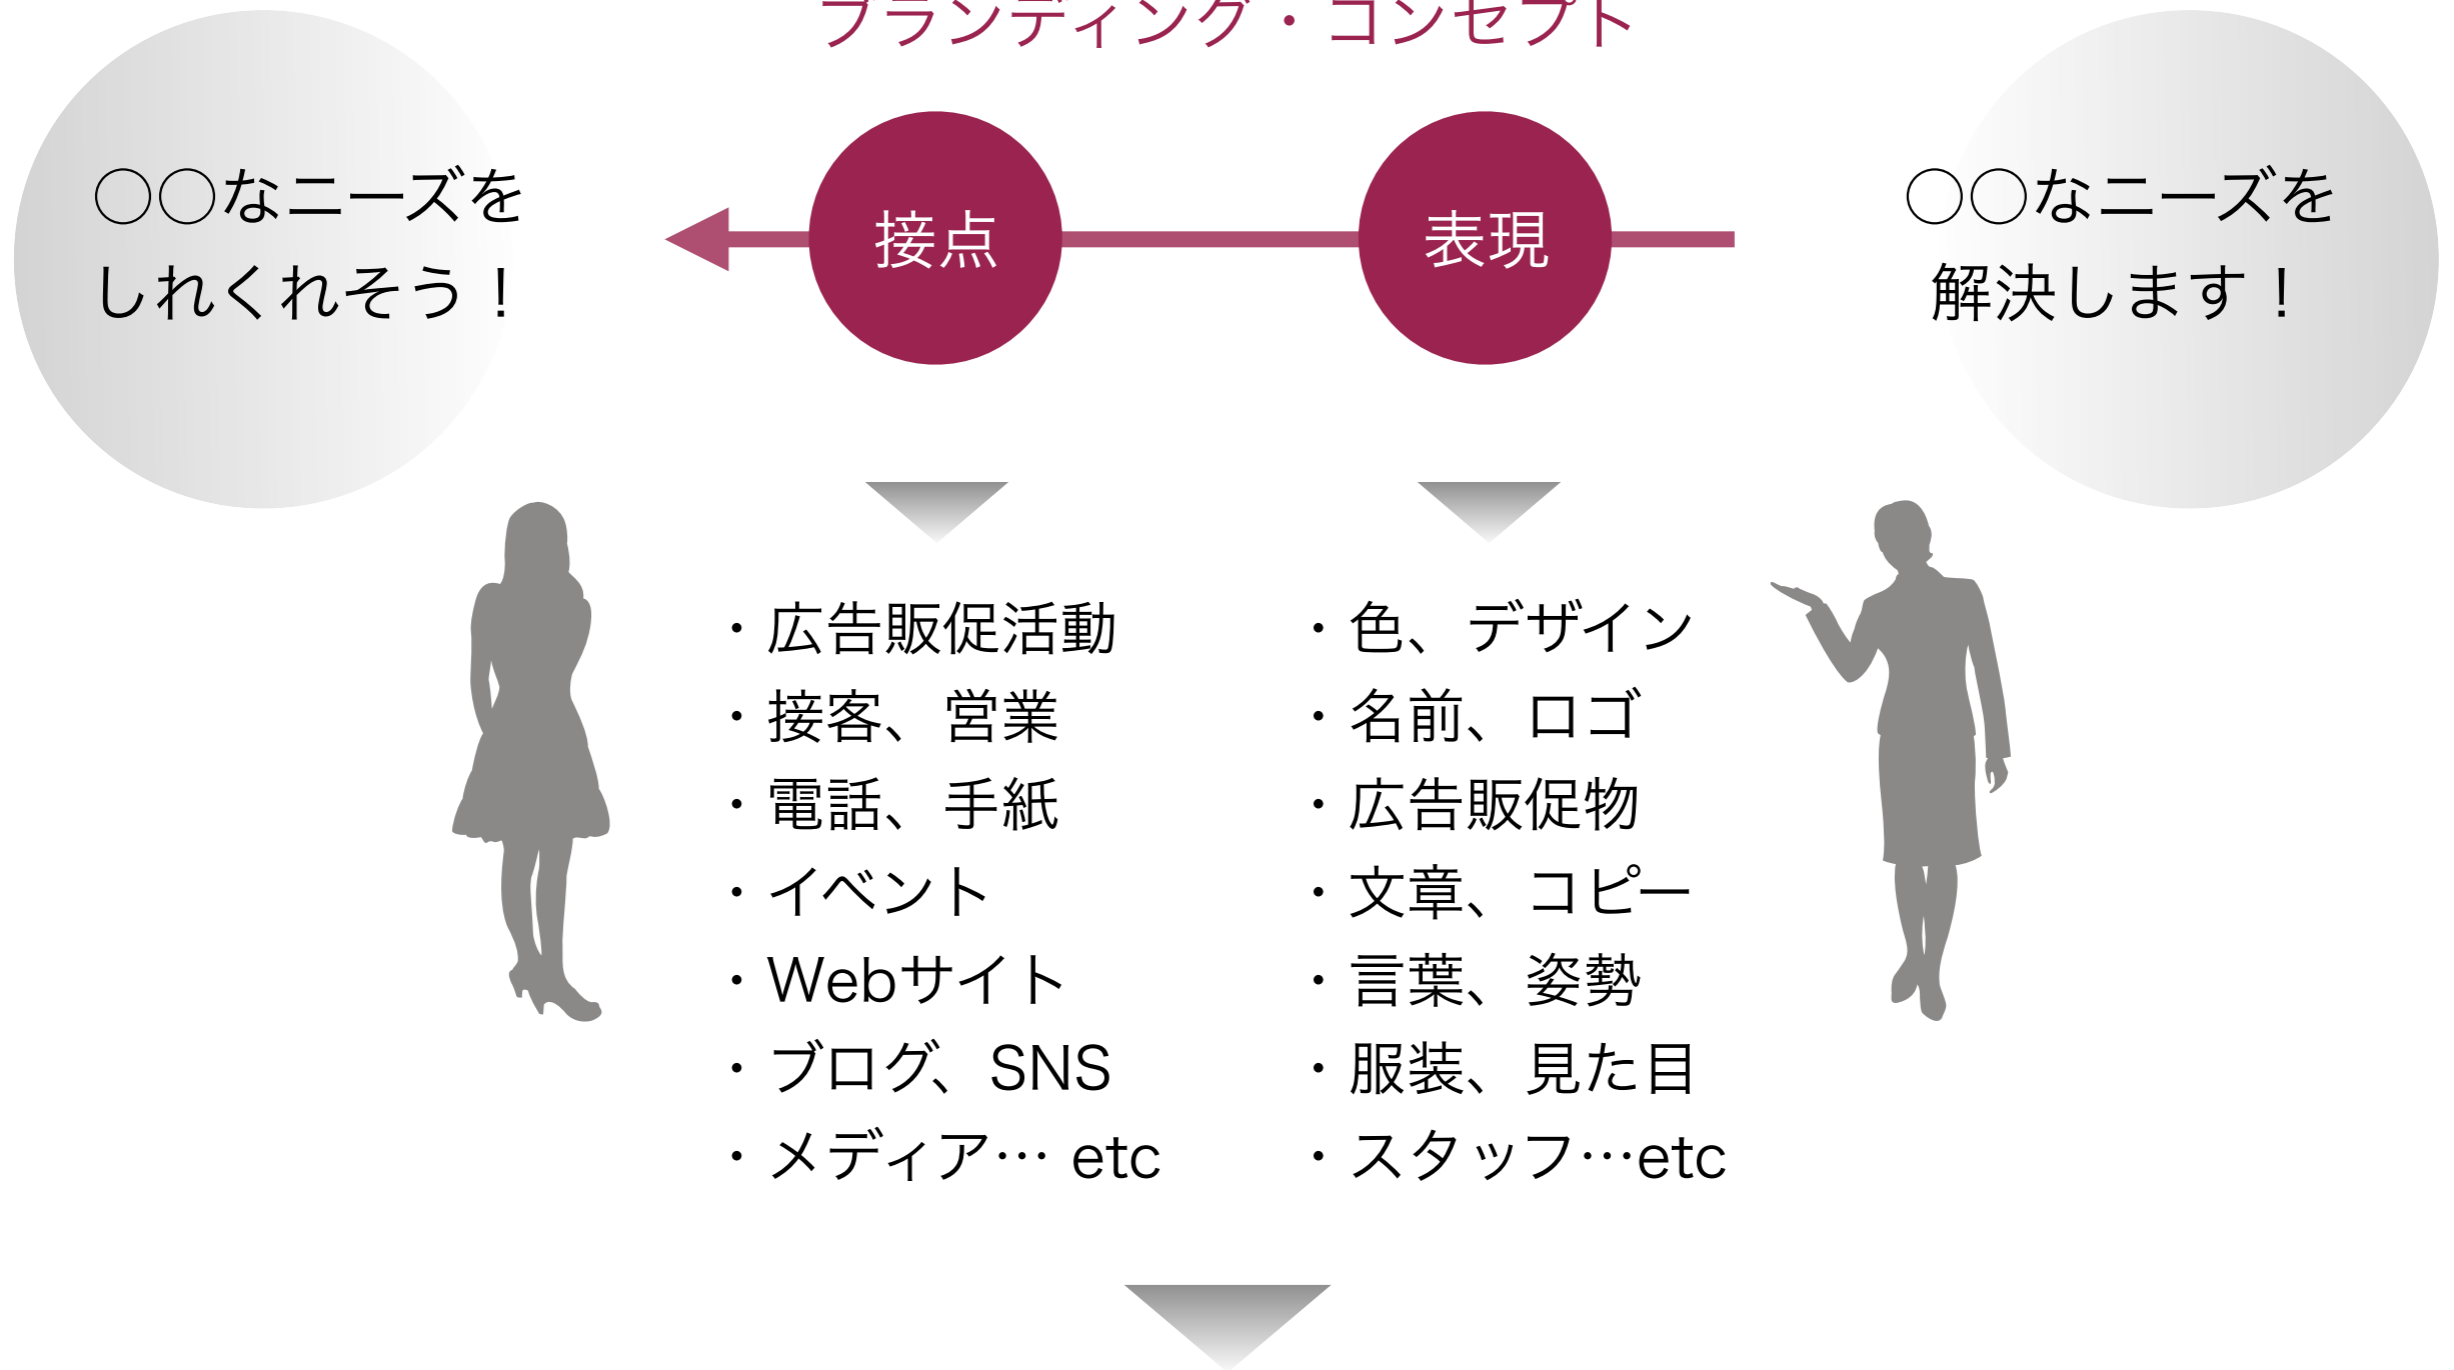 ブランディング・コンセプト
○○なニーズを
しれくれそう！
接点
表現
○○なニーズを
解決します！
・広告販促活動
・接客、営業
・電話、手紙
・イベント
・Webサイト
・ブログ、SNS
・メディア… etc
・色、デザイン
・名前、ロゴ
・広告販促物
・文章、コピー
・言葉、姿勢
・服装、見た目
・スタッフ…etc